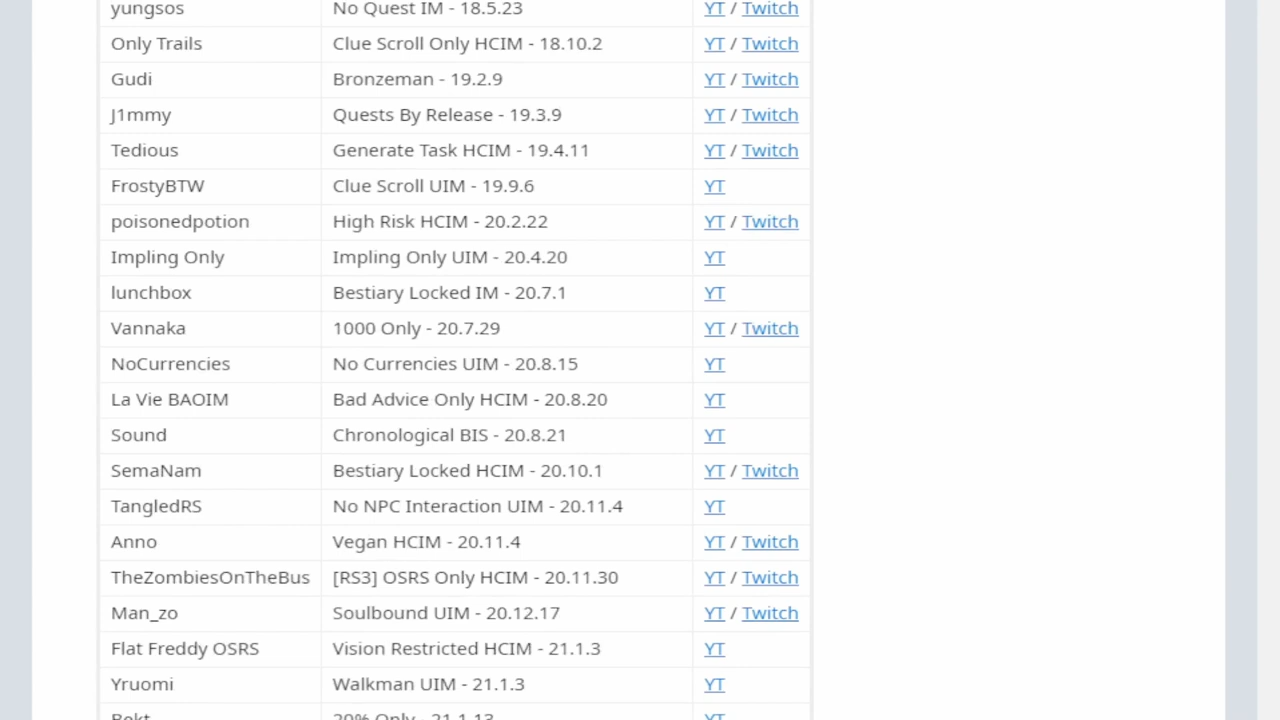 yungsos No Quest IM - 18.5.23 YT / Twitch
Only Trails Clue Scroll Only HCIM - 18.10.2 YT / Twitch
Gudi Bronzeman - 19.2.9 YT / Twitch
J1mmy Quests By Release - 19.3.9 YT / Twitch
Tedious Generate Task HCIM - 19.4.11 YT / Twitch
FrostyBTW Clue Scroll UIM - 19.9.6 YT
poisonedpotion High Risk HCIM - 20.2.22 YT / Twitch
Impling Only Impling Only UIM - 20.4.20 YT
lunchbox Bestiary Locked IM - 20.7.1 YT
Vannaka 1000 Only - 20.7.29 YT / Twitch
NoCurrencies No Currencies UIM - 20.8.15 YT
La Vie BAOIM Bad Advice Only HCIM - 20.8.20 YT
Sound Chronological BIS - 20.8.21 YT
SemaNam Bestiary Locked HCIM - 20.10.1 YT / Twitch
TangledRS No NPC Interaction UIM - 20.11.4 YT
Anno Vegan HCIM - 20.11.4 YT / Twitch
TheZombiesOnTheBus [RS3] OSRS Only HCIM - 20.11.30 YT / Twitch
Man_zo Soulbound UIM - 20.12.17 YT / Twitch
Flat Freddy OSRS Vision Restricted HCIM - 21.1.3 YT
Yruomi Walkman UIM - 21.1.3 YT
20% Only - 21.1.13 YT